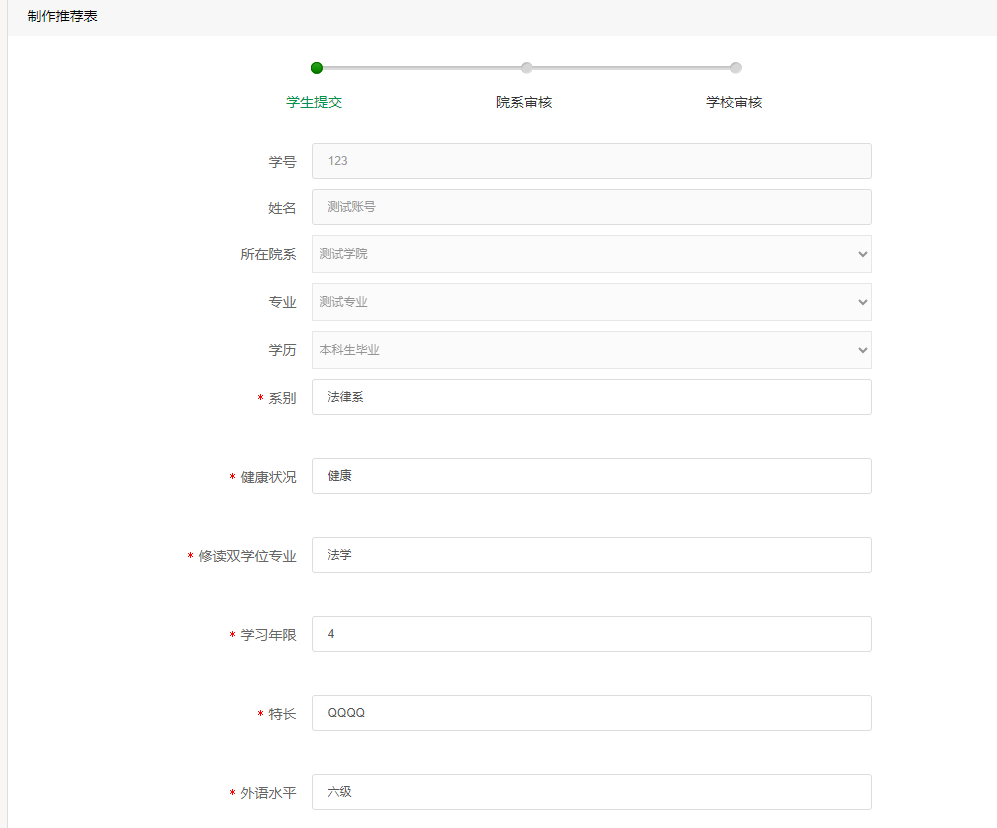 制作推荐表
学生提交 院系审核 学校审核
学号 123
姓名 测试账号
所在院系 测试学院
专业 测试专业
学历 本科生毕业
* 系别 法律系
* 健康状况 健康
* 修读双学位专业 法学
* 学习年限 4
* 特长 QQQQ
* 外语水平 六级